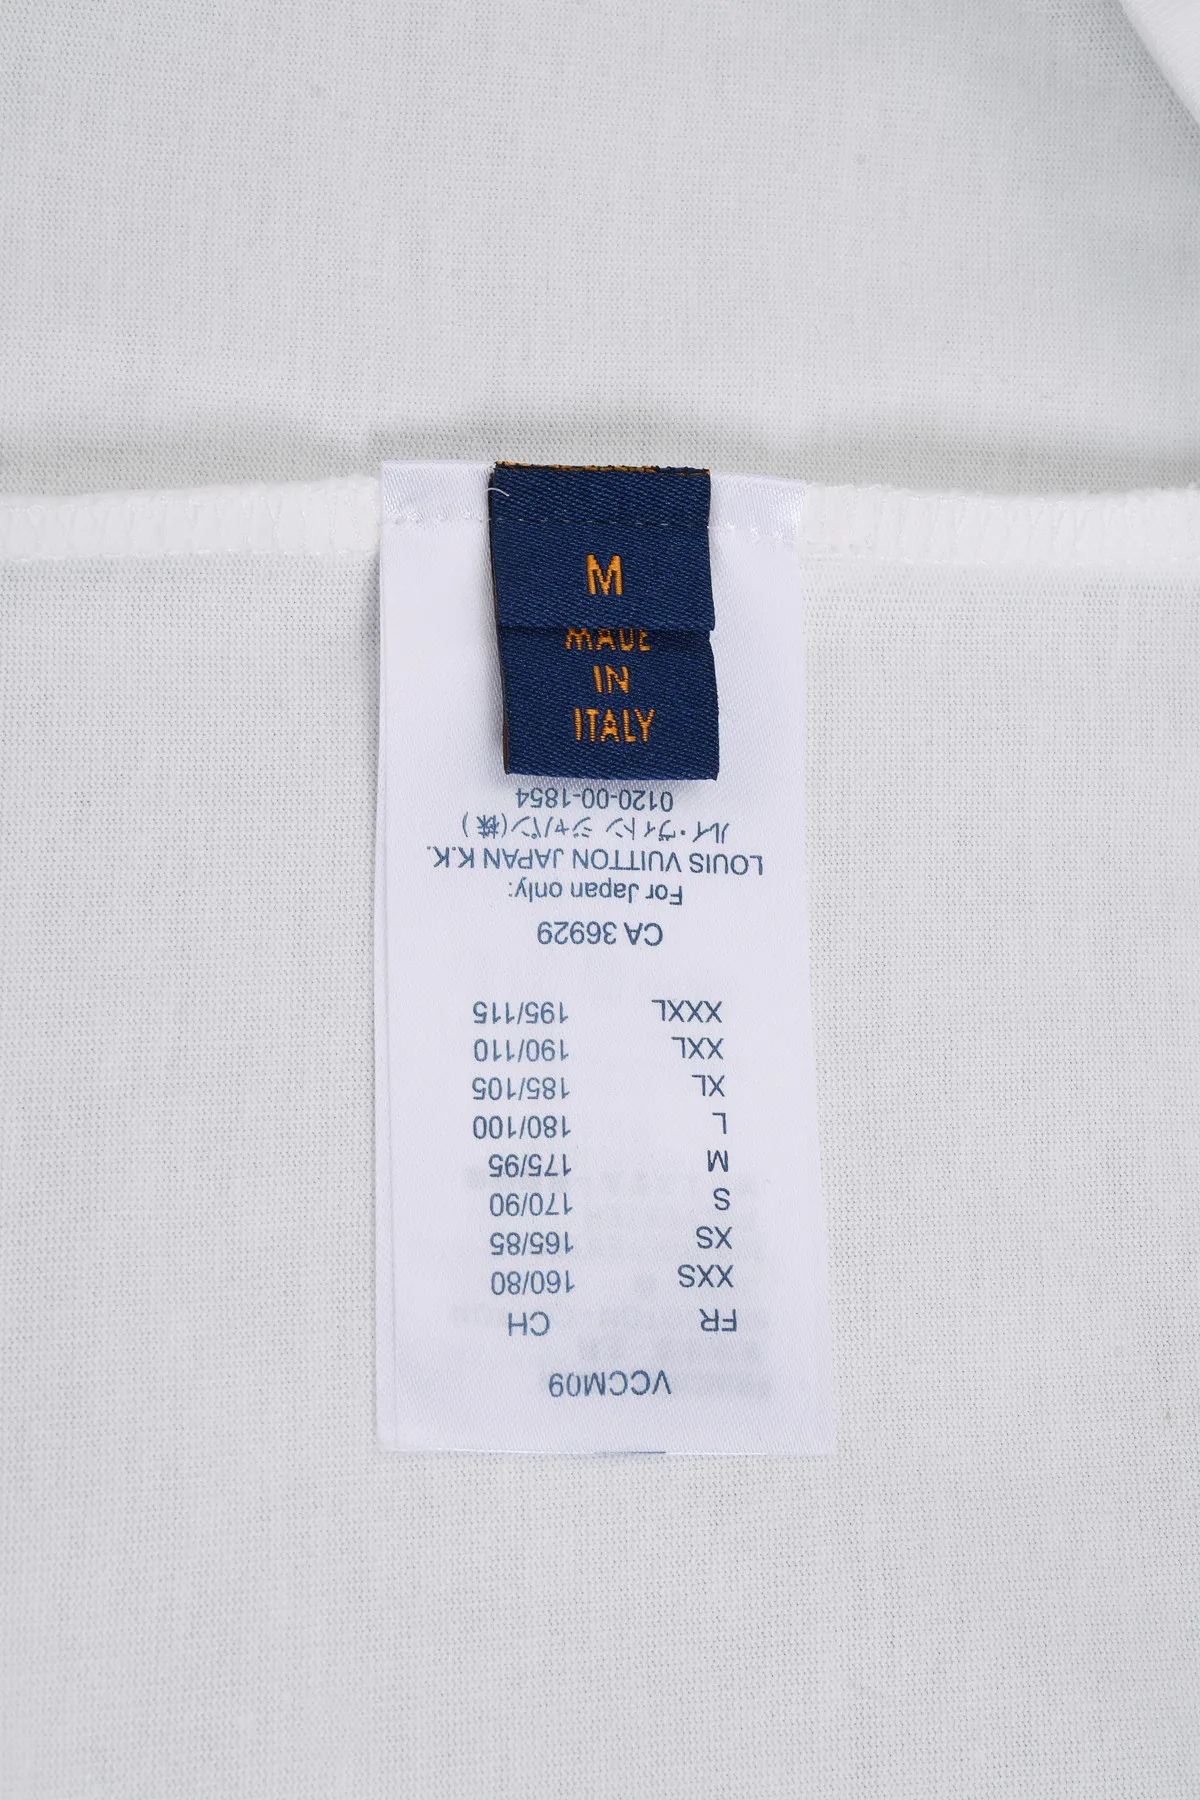 M
MADE
IN
ITALY
VCCM09
FR CH
XXS 160/80
XS 165/85
S 170/90
M 175/95
L 180/100
XL 185/105
XXL 190/110
XXXL 195/115
CA 36929
For Japan only:
LOUIS VUITTON JAPAN K.K.
ルイ・ヴィトン ジャパン(株)
0120-00-1854